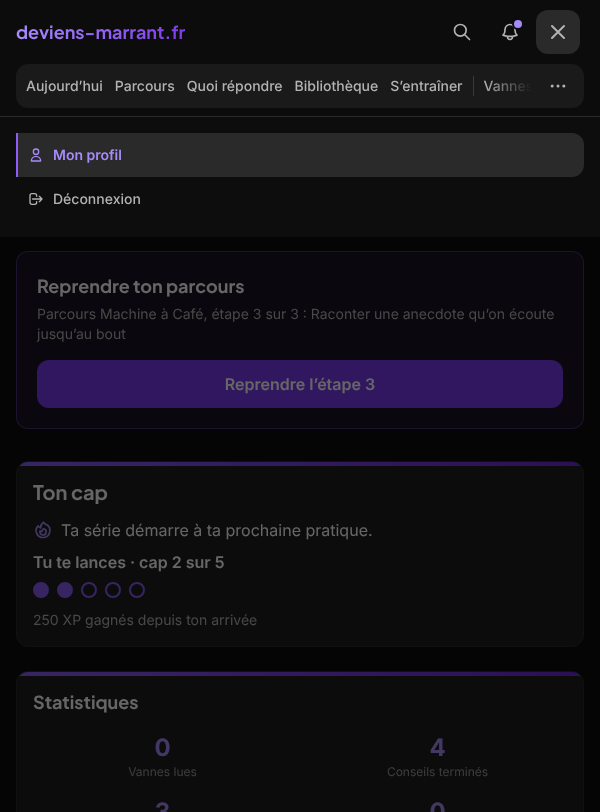 deviens-marrant.fr
Aujourd’hui Parcours Quoi répondre Bibliothèque S’entraîner Vannes
Mon profil
Déconnexion
Reprendre ton parcours
Parcours Machine à Café, étape 3 sur 3 : Raconter une anecdote qu’on écoute
jusqu’au bout
Reprendre l’étape 3
Ton cap
Ta série démarre à ta prochaine pratique.
Tu te lances · cap 2 sur 5
250 XP gagnés depuis ton arrivée
Statistiques
0 4
Vannes lues Conseils terminés